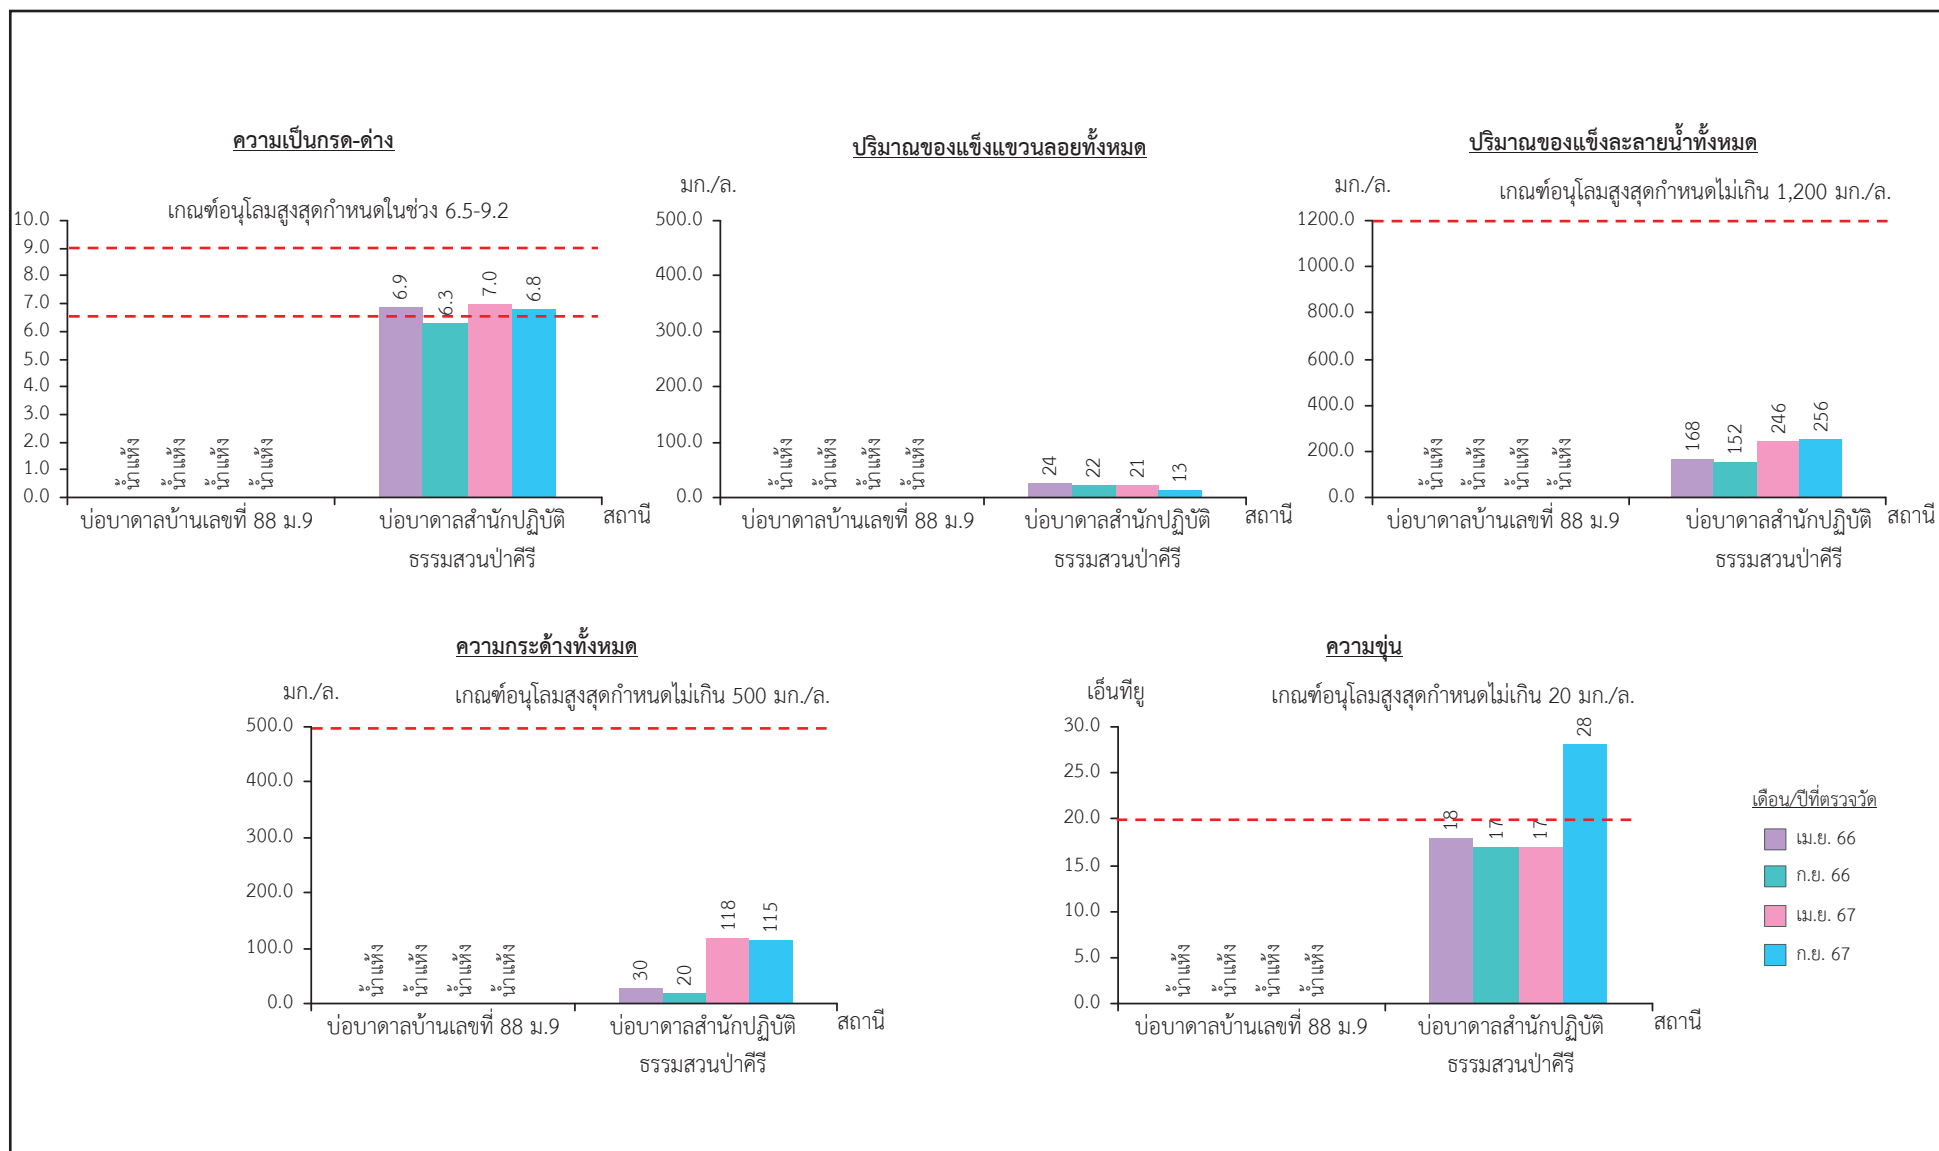 ความเป็นกรด-ด่าง
เกณฑ์อนุโลมสูงสุดกำหนดในช่วง 6.5-9.2
10.0
9.0
8.0
7.0
6.0
5.0
4.0
3.0
2.0
1.0
0.0
น้ำแห้ง น้ำแห้ง น้ำแห้ง น้ำแห้ง
6.9 6.3 7.0 6.8
บ่อบาดาลบ้านเลขที่ 88 ม.9
บ่อบาดาลสำนักปฏิบัติ
ธรรมสวนป่าคีรี
สถานี
ปริมาณของแข็งแขวนลอยทั้งหมด
มก./ล.
500.0
400.0
300.0
200.0
100.0
0.0
น้ำแห้ง น้ำแห้ง น้ำแห้ง น้ำแห้ง
24 22 21 13
บ่อบาดาลบ้านเลขที่ 88 ม.9
บ่อบาดาลสำนักปฏิบัติ
ธรรมสวนป่าคีรี
สถานี
ปริมาณของแข็งละลายน้ำทั้งหมด
มก./ล.
เกณฑ์อนุโลมสูงสุดกำหนดไม่เกิน 1,200 มก./ล.
1200.0
1000.0
800.0
600.0
400.0
200.0
0.0
น้ำแห้ง น้ำแห้ง น้ำแห้ง น้ำแห้ง
168 152 246 256
บ่อบาดาลบ้านเลขที่ 88 ม.9
บ่อบาดาลสำนักปฏิบัติ
ธรรมสวนป่าคีรี
สถานี
ความกระด้างทั้งหมด
มก./ล.
เกณฑ์อนุโลมสูงสุดกำหนดไม่เกิน 500 มก./ล.
500.0
400.0
300.0
200.0
100.0
0.0
น้ำแห้ง น้ำแห้ง น้ำแห้ง น้ำแห้ง
30 20 118 115
บ่อบาดาลบ้านเลขที่ 88 ม.9
บ่อบาดาลสำนักปฏิบัติ
ธรรมสวนป่าคีรี
สถานี
ความขุ่น
เอ็นทียู
เกณฑ์อนุโลมสูงสุดกำหนดไม่เกิน 20 มก./ล.
30.0
25.0
20.0
15.0
10.0
5.0
0.0
น้ำแห้ง น้ำแห้ง น้ำแห้ง น้ำแห้ง
18 17 17 28
บ่อบาดาลบ้านเลขที่ 88 ม.9
บ่อบาดาลสำนักปฏิบัติ
ธรรมสวนป่าคีรี
สถานี
เดือน/ปีที่ตรวจวัด
เม.ย. 66
ก.ย. 66
เม.ย. 67
ก.ย. 67